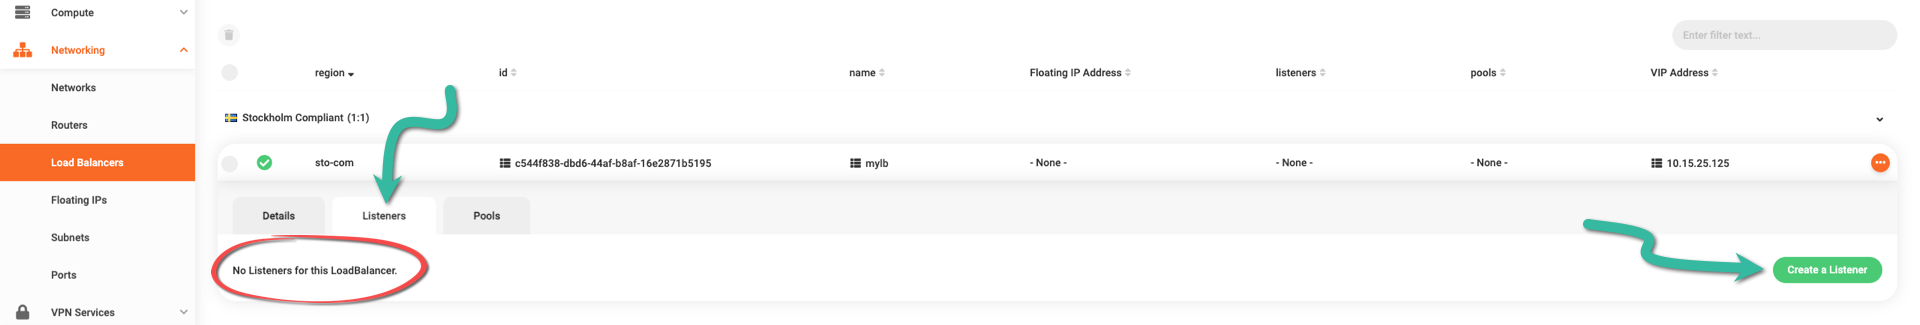 Compute
Networking
Networks
Routers
Load Balancers
Floating IPs
Subnets
Ports
VPN Services
Enter filter text...
region id name Floating IP Address listeners pools VIP Address
Stockholm Compliant (1:1)
sto-com c544f838-dbd6-44af-b8af-16e2871b5195 mylb - None - - None - - None - 10.15.25.125
Details Listeners Pools
No Listeners for this LoadBalancer. Create a Listener